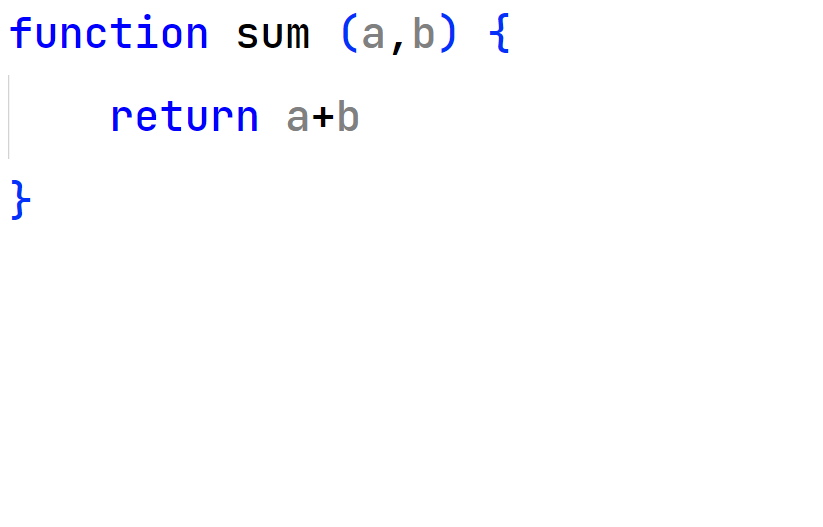 function sum (a,b) {
    return a+b
}